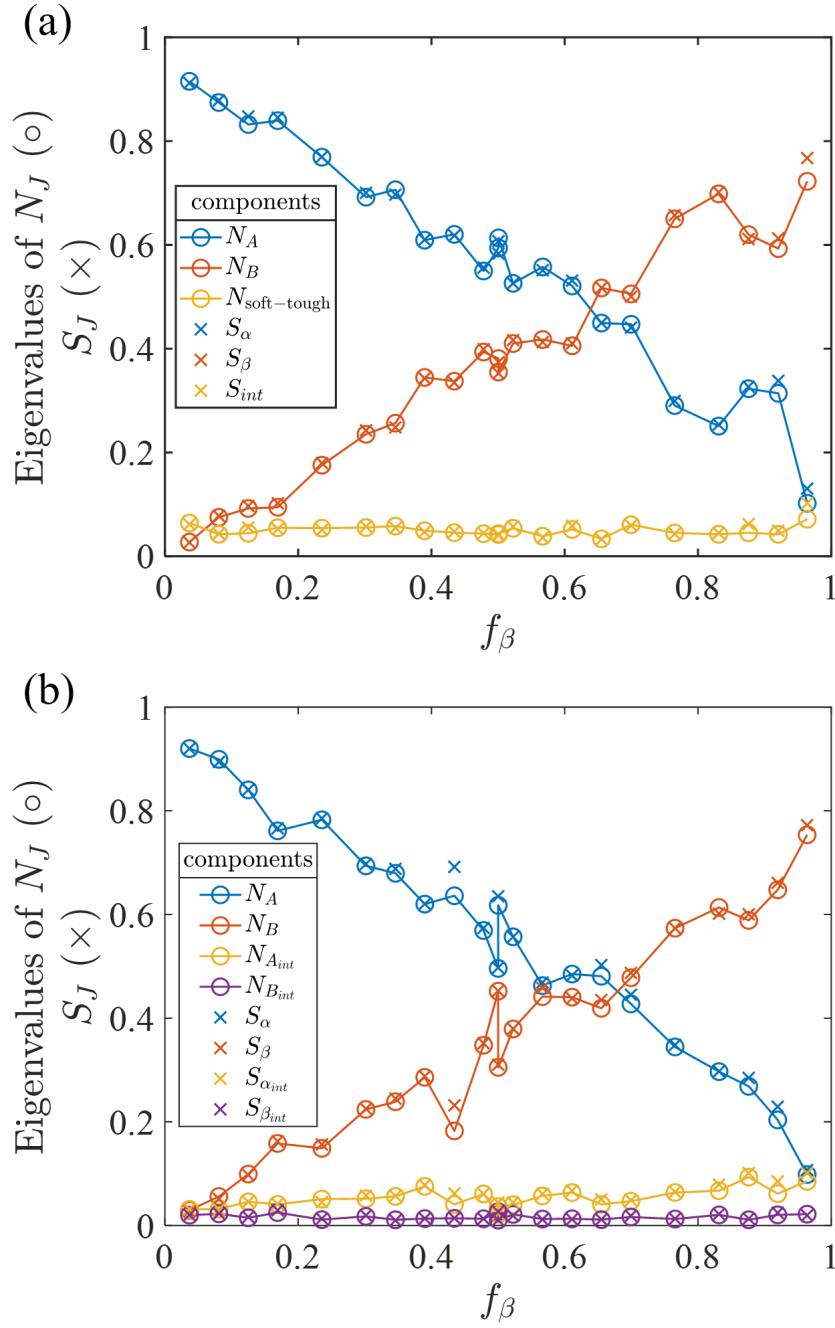 (a)
1
0.8
0.6
0.4
0.2
0
Eigenvalues of N_J (○)
S_J (×)
components
N_A
N_B
N_soft−tough
S_α
S_β
S_int
0 0.2 0.4 0.6 0.8 1
f_β
(b)
1
0.8
0.6
0.4
0.2
0
Eigenvalues of N_J (○)
S_J (×)
components
N_A
N_B
N_A_int
N_B_int
S_α
S_β
S_α_int
S_β_int
0 0.2 0.4 0.6 0.8 1
f_β